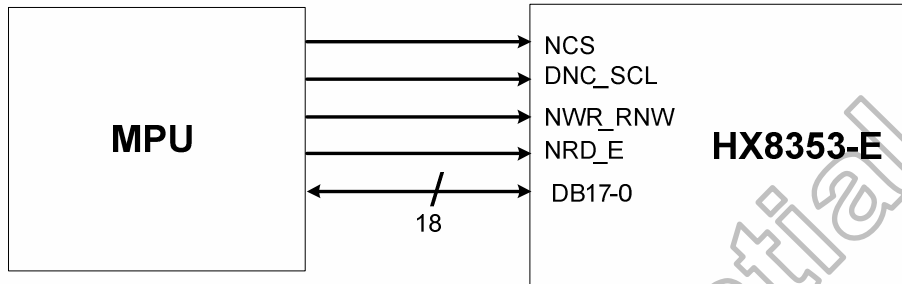 NCS
DNC_SCL
MPU
NWR_RNW
NRD_E
HX8353-E
DB17-0
18